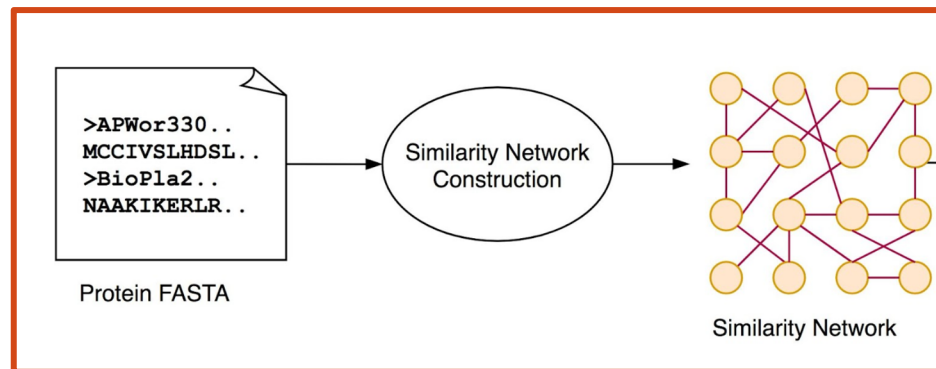 >APWor330..
MCCIVSLHDSL..
>BioPla2..
NAAKIKERLR..
Protein FASTA
Similarity Network
Construction
Similarity Network